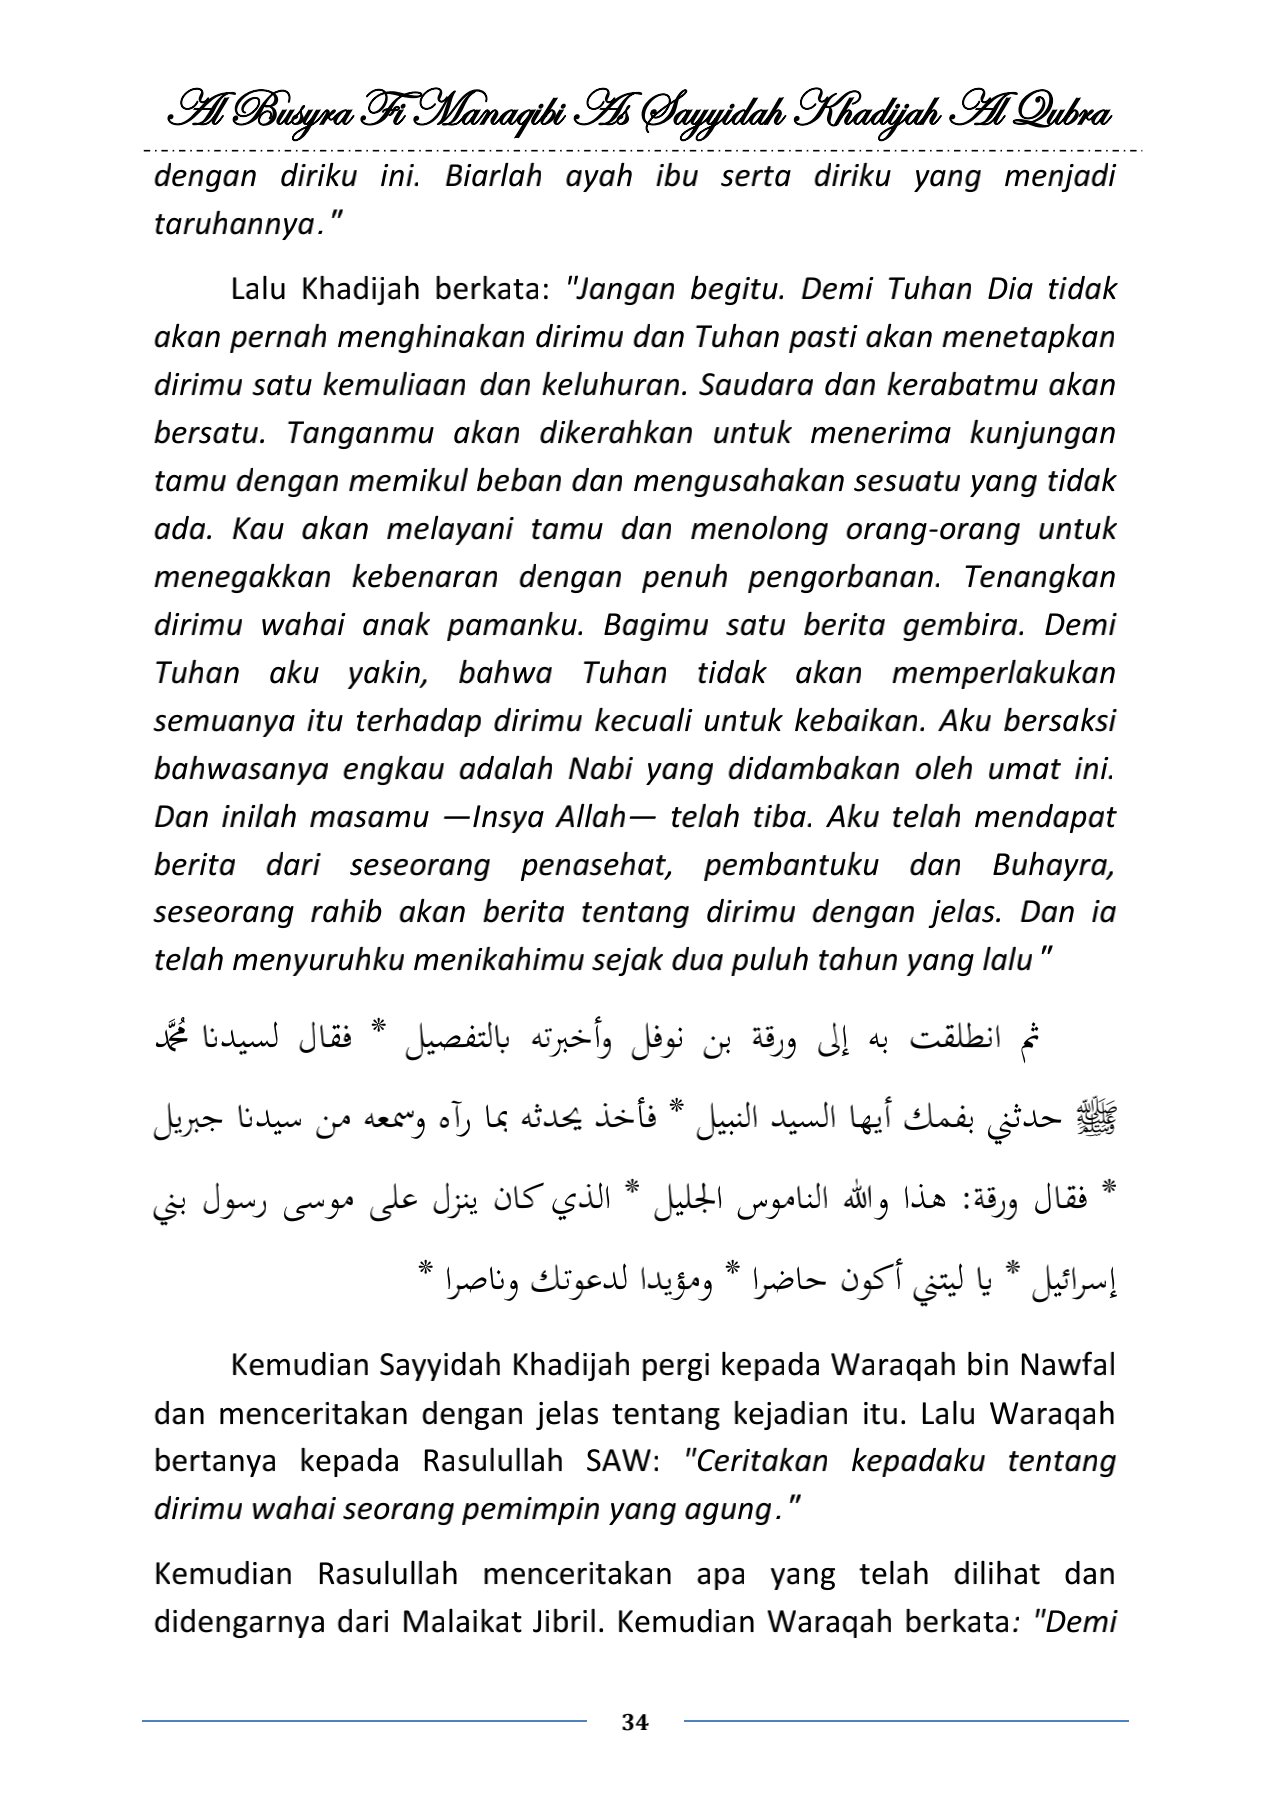 Al Busyra Fi Manaqibi As Sayyidah Khadijah Al Qubra
dengan diriku ini. Biarlah ayah ibu serta diriku yang menjadi
taruhannya."
Lalu Khadijah berkata: "Jangan begitu. Demi Tuhan Dia tidak
akan pernah menghinakan dirimu dan Tuhan pasti akan menetapkan
dirimu satu kemuliaan dan keluhuran. Saudara dan kerabatmu akan
bersatu. Tanganmu akan dikerahkan untuk menerima kunjungan
tamu dengan memikul beban dan mengusahakan sesuatu yang tidak
ada. Kau akan melayani tamu dan menolong orang-orang untuk
menegakkan kebenaran dengan penuh pengorbanan. Tenangkan
dirimu wahai anak pamanku. Bagimu satu berita gembira. Demi
Tuhan aku yakin, bahwa Tuhan tidak akan memperlakukan
semuanya itu terhadap dirimu kecuali untuk kebaikan. Aku bersaksi
bahwasanya engkau adalah Nabi yang didambakan oleh umat ini.
Dan inilah masamu —Insya Allah— telah tiba. Aku telah mendapat
berita dari seseorang penasehat, pembantuku dan Buhayra,
seseorang rahib akan berita tentang dirimu dengan jelas. Dan ia
telah menyuruhku menikahimu sejak dua puluh tahun yang lalu "
ثم انطلقت به إلى ورقة بن نوفل وأخبرته بالتفصيل * فقال لسيدنا محمَّد
ﷺ حدثني بفمك أيها السيد النبيل * فأخذ يحدثه بما رآه وسمعه من سيدنا جبريل
* فقال ورقة: هذا والله الناموس الجليل * الذي كان ينزل على موسى رسول بني
إسرائيل * يا ليتني أكون حاضرا * ومؤيدا لدعوتك وناصرا *
Kemudian Sayyidah Khadijah pergi kepada Waraqah bin Nawfal
dan menceritakan dengan jelas tentang kejadian itu. Lalu Waraqah
bertanya kepada Rasulullah SAW: "Ceritakan kepadaku tentang
dirimu wahai seorang pemimpin yang agung."
Kemudian Rasulullah menceritakan apa yang telah dilihat dan
didengarnya dari Malaikat Jibril. Kemudian Waraqah berkata: "Demi
34